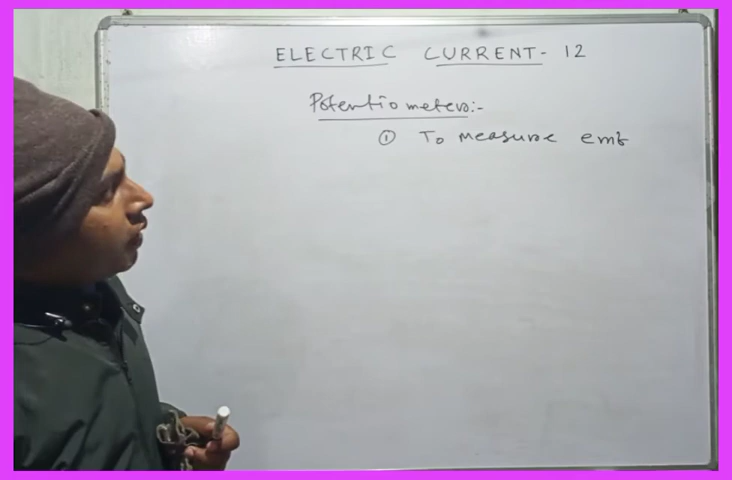 ELECTRIC CURRENT- 12
Potentiometers:-
① To measure emf